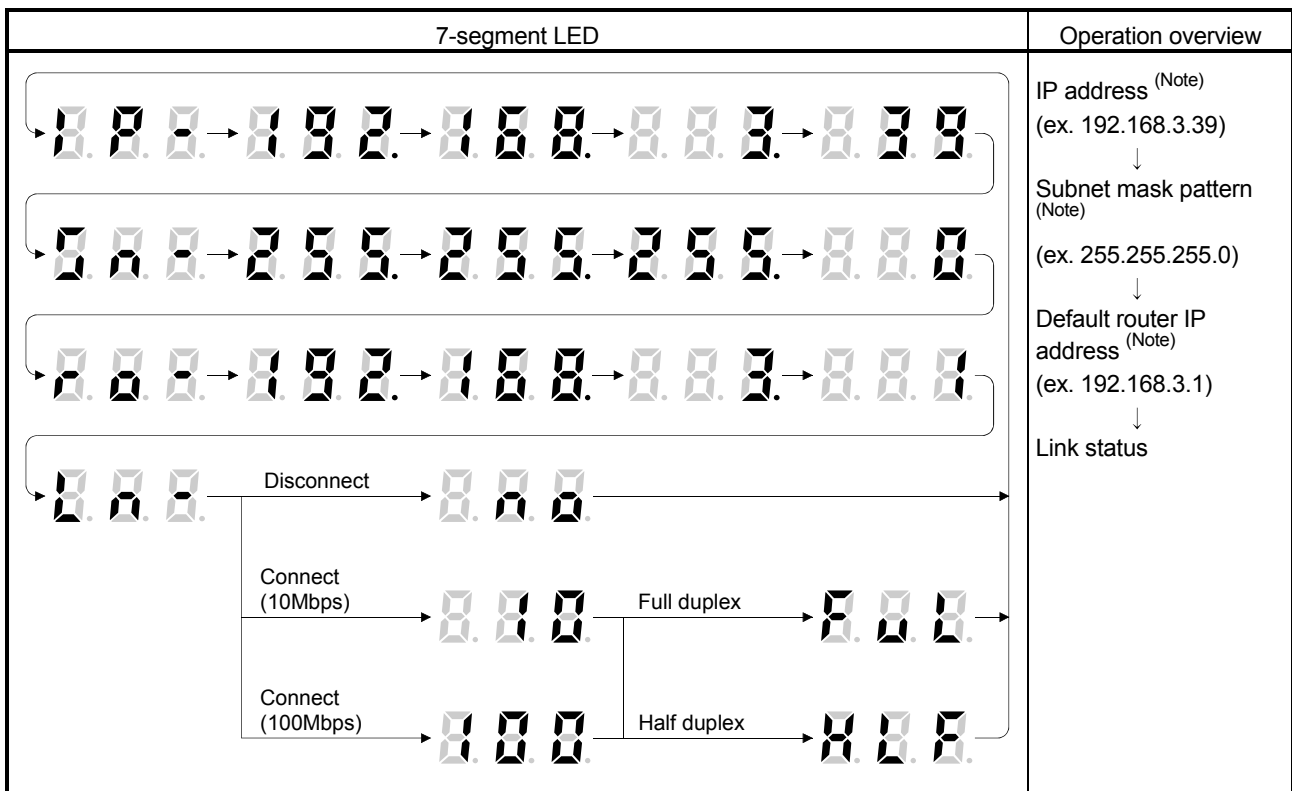 7-segment LED
Operation overview
IP- 192. 168. 3. 39
Sn- 255. 255. 255. 0
ro- 192. 168. 3. 1
Ln- Disconnect no
Connect
(10Mbps)
10 Full duplex FuL
Connect
(100Mbps)
100 Half duplex HLF
IP address (Note)
(ex. 192.168.3.39)
↓
Subnet mask pattern
(Note)
(ex. 255.255.255.0)
↓
Default router IP
address (Note)
(ex. 192.168.3.1)
↓
Link status